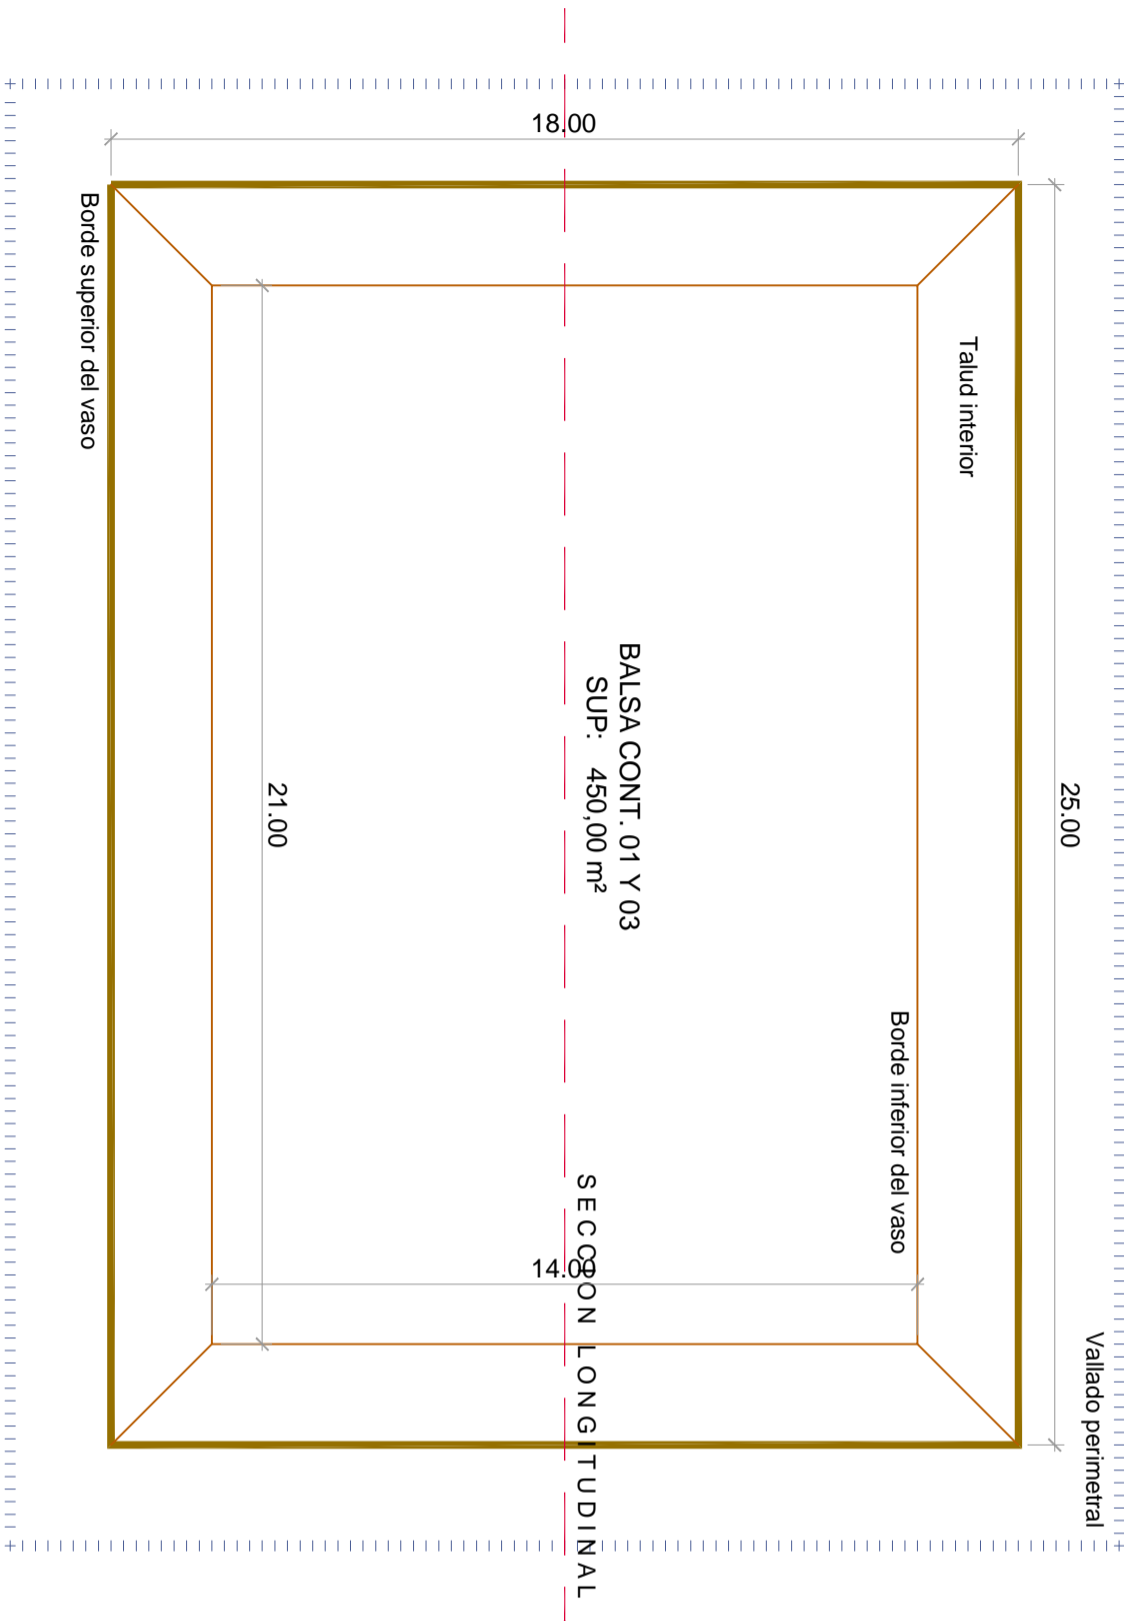 18.00
Borde superior del vaso
Talud interior
BALSA CONT. 01 Y 03
SUP: 450,00 m²
21.00
25.00
Borde inferior del vaso
14.00
SECCION LONGITUDINAL
Vallado perimetral